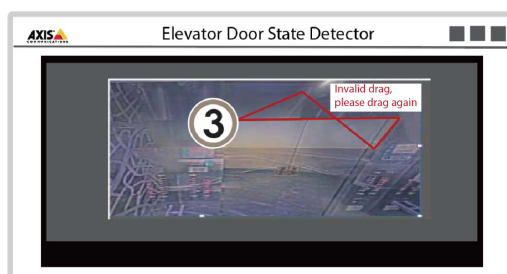 AXIS
COMMUNICATIONS
Elevator Door State Detector
Invalid drag,
please drag again
3